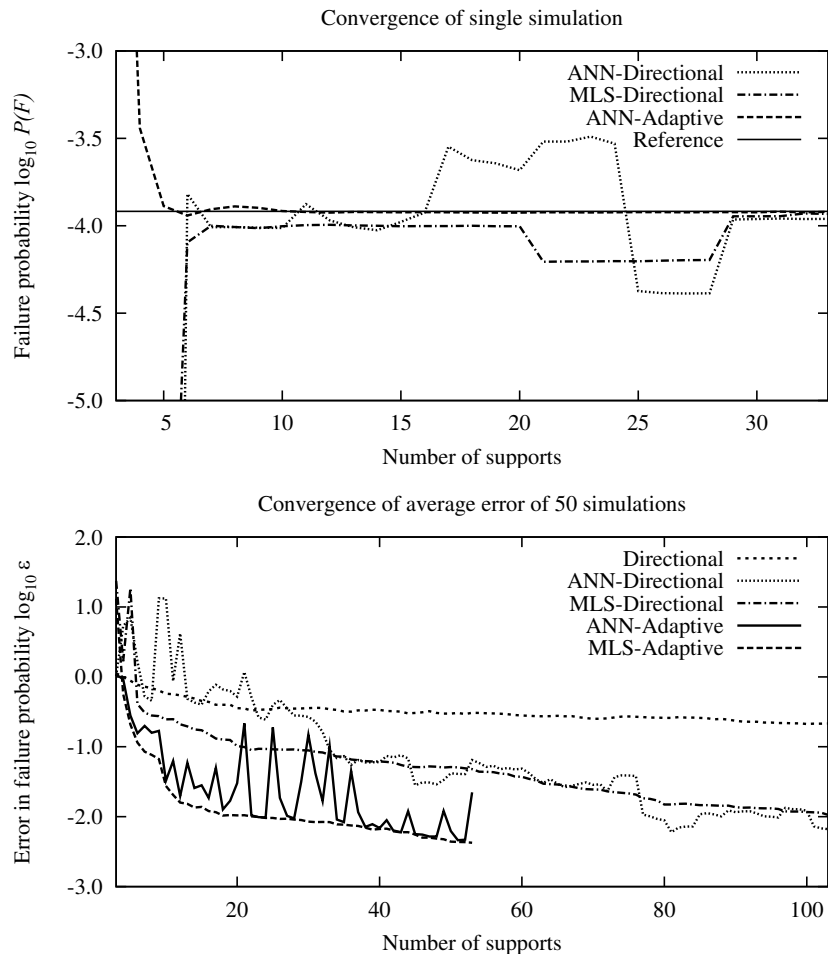 Convergence of single simulation
Failure probability log10 P(F)
-3.0
-3.5
-4.0
-4.5
-5.0
ANN-Directional
MLS-Directional
ANN-Adaptive
Reference
5 10 15 20 25 30
Number of supports
Convergence of average error of 50 simulations
Error in failure probability log10 ε
2.0
1.0
0.0
-1.0
-2.0
-3.0
Directional
ANN-Directional
MLS-Directional
ANN-Adaptive
MLS-Adaptive
20 40 60 80 100
Number of supports